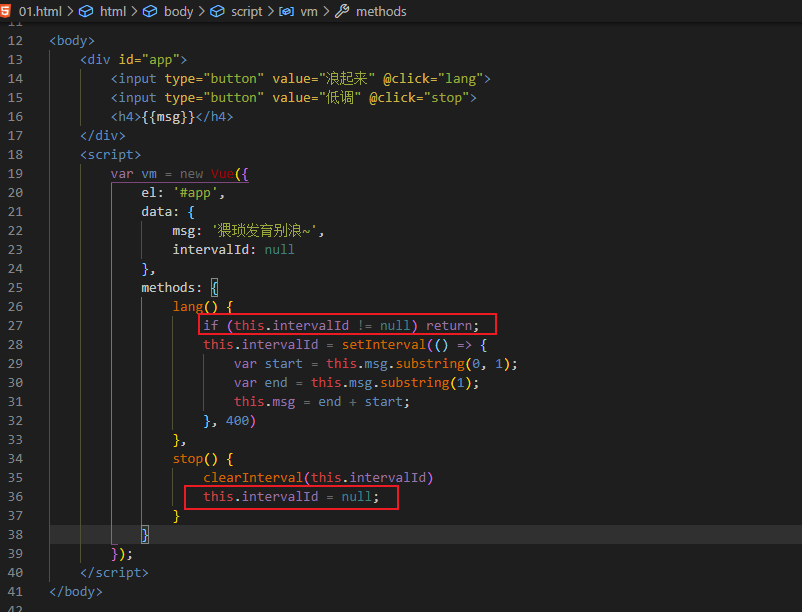 01.html > html > body > script > vm > methods
11
12 <body>
13     <div id="app">
14         <input type="button" value="浪起来" @click="lang">
15         <input type="button" value="低调" @click="stop">
16         <h4>{{msg}}</h4>
17     </div>
18     <script>
19         var vm = new Vue({
20             el: '#app',
21             data: {
22                 msg: '猥琐发育别浪~',
23                 intervalId: null
24             },
25             methods: {
26                 lang() {
27                     if (this.intervalId != null) return;
28                     this.intervalId = setInterval(() => {
29                         var start = this.msg.substring(0, 1);
30                         var end = this.msg.substring(1);
31                         this.msg = end + start;
32                     }, 400)
33                 },
34                 stop() {
35                     clearInterval(this.intervalId)
36                     this.intervalId = null;
37                 }
38             }
39         });
40     </script>
41 </body>
42